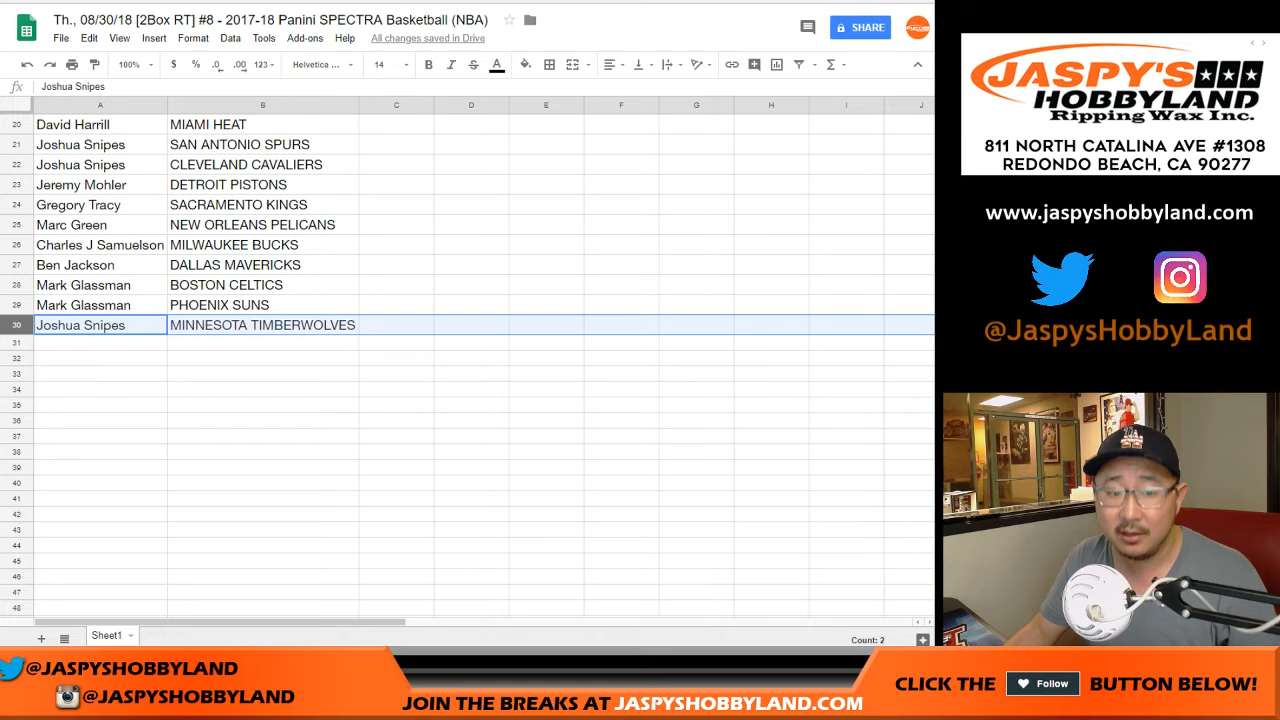 Th., 08/30/18 [2Box RT] #8 - 2017-18 Panini SPECTRA Basketball (NBA)
File Edit View Insert Format Data Tools Add-ons Help All changes saved in Drive
SHARE
100% $ % .0 .00 123 Helvetica ... 14 B I S A
fx Joshua Snipes
A B C D E F G H I J
20 David Harrill MIAMI HEAT
21 Joshua Snipes SAN ANTONIO SPURS
22 Joshua Snipes CLEVELAND CAVALIERS
23 Jeremy Mohler DETROIT PISTONS
24 Gregory Tracy SACRAMENTO KINGS
25 Marc Green NEW ORLEANS PELICANS
26 Charles J Samuelson MILWAUKEE BUCKS
27 Ben Jackson DALLAS MAVERICKS
28 Mark Glassman BOSTON CELTICS
29 Mark Glassman PHOENIX SUNS
30 Joshua Snipes MINNESOTA TIMBERWOLVES
31
32
33
34
35
36
37
38
39
40
41
42
43
44
45
46
47
48
Sheet1
Count: 2
JASPY'S
HOBBYLAND
Ripping Wax Inc.
811 NORTH CATALINA AVE #1308
REDONDO BEACH, CA 90277
www.jaspyshobbyland.com
@JaspysHobbyLand
@JASPYSHOBBYLAND
@JASPYSHOBBYLAND
JOIN THE BREAKS AT JASPYSHOBBYLAND.COM
CLICK THE Follow BUTTON BELOW!